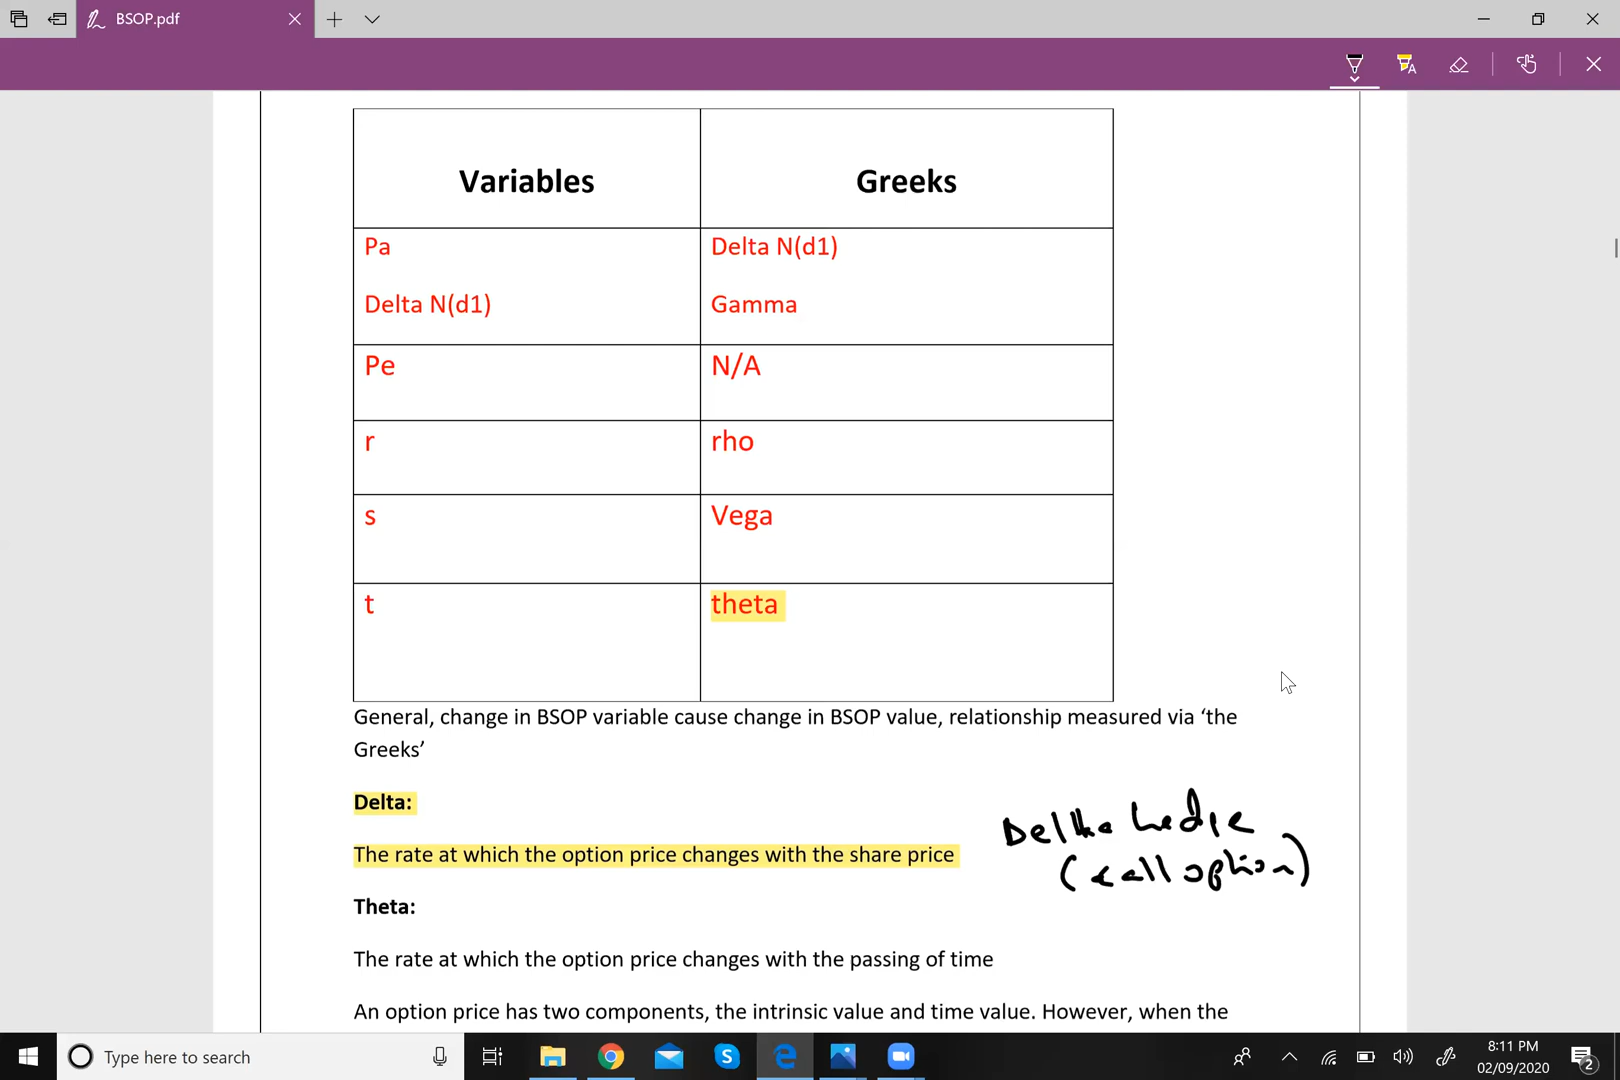 BSOP.pdf
Variables Greeks
Pa Delta N(d1)
Delta N(d1) Gamma
Pe N/A
r rho
s Vega
t theta
General, change in BSOP variable cause change in BSOP value, relationship measured via ‘the
Greeks’
Delta:
The rate at which the option price changes with the share price
Delta hedge
(call option)
Theta:
The rate at which the option price changes with the passing of time
An option price has two components, the intrinsic value and time value. However, when the
Type here to search
8:11 PM
02/09/2020
2